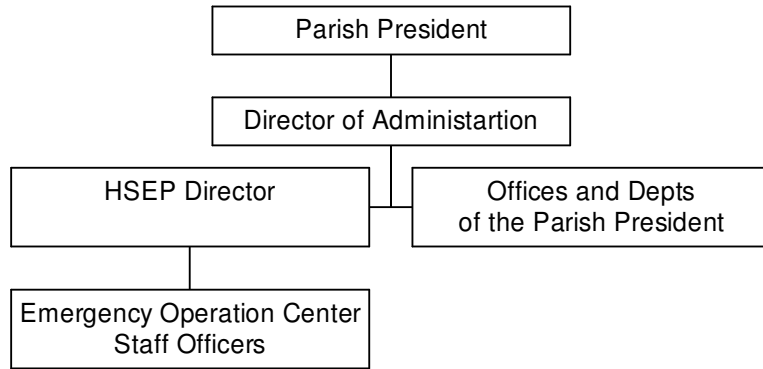 Parish President
Director of Administartion
HSEP Director
Offices and Depts
of the Parish President
Emergency Operation Center
Staff Officers